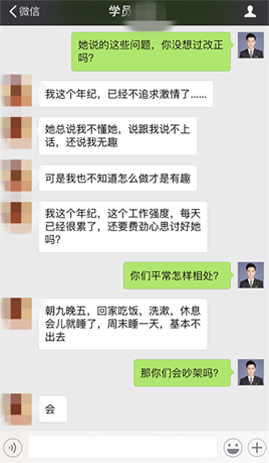 微信
学员
她说的这些问题，你没想过改正
吗？
我这个年纪，已经不追求激情了......
她总说我不懂她，说跟我说不上
话，还说我无趣
可是我也不知道怎么做才是有趣
我这个年纪，这个工作强度，每天
已经很累了，还要费劲心思讨好她
吗？
你们平常怎样相处？
朝九晚五，回家吃饭，洗漱，休息
会儿就睡了，周末睡一天，基本不
出去
那你们会吵架吗？
会